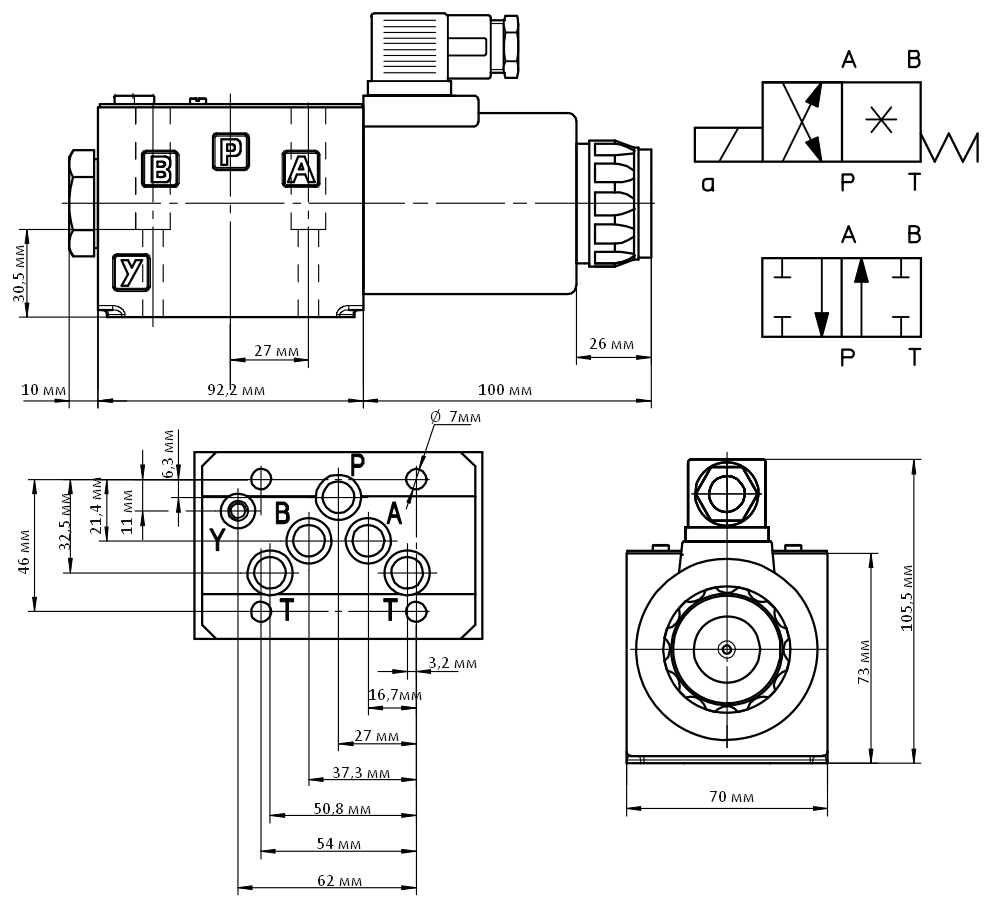 A B
P
B A
Y
a P T
30,5 мм
A B
27 мм
26 мм
P T
10 мм
92,2 мм
100 мм
Ø 7мм
6,3 мм
P
11 мм
21,4 мм
32,5 мм
46 мм
B A
Y
T T
105,5 мм
73 мм
3,2 мм
16,7мм
27 мм
37,3 мм
70 мм
50,8 мм
54 мм
62 мм